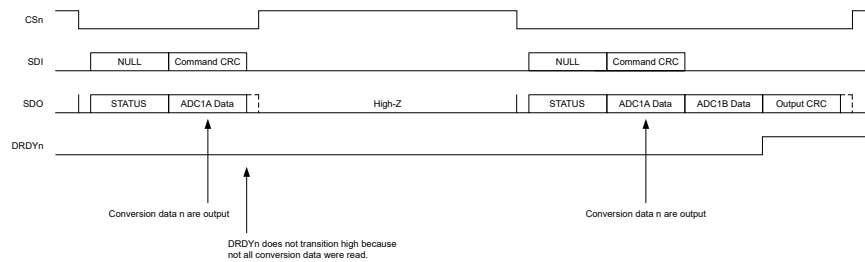 CSn
SDI
NULL
Command CRC
NULL
Command CRC
SDO
STATUS
ADC1A Data
High-Z
STATUS
ADC1A Data
ADC1B Data
Output CRC
DRDYn
Conversion data n are output
Conversion data n are output
DRDYn does not transition high because
not all conversion data were read.